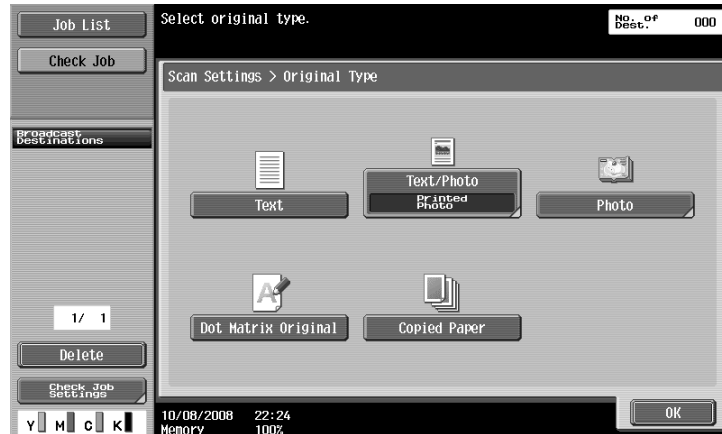 Job List
Check Job
Broadcast
Destinations
1/ 1
Delete
Check Job
Settings
Y M C K
Select original type.
No. of
Dest.
000
Scan Settings > Original Type
Text
Text/Photo
Printed
Photo
Photo
Dot Matrix Original
Copied Paper
10/08/2008 22:24
Memory 100%
OK